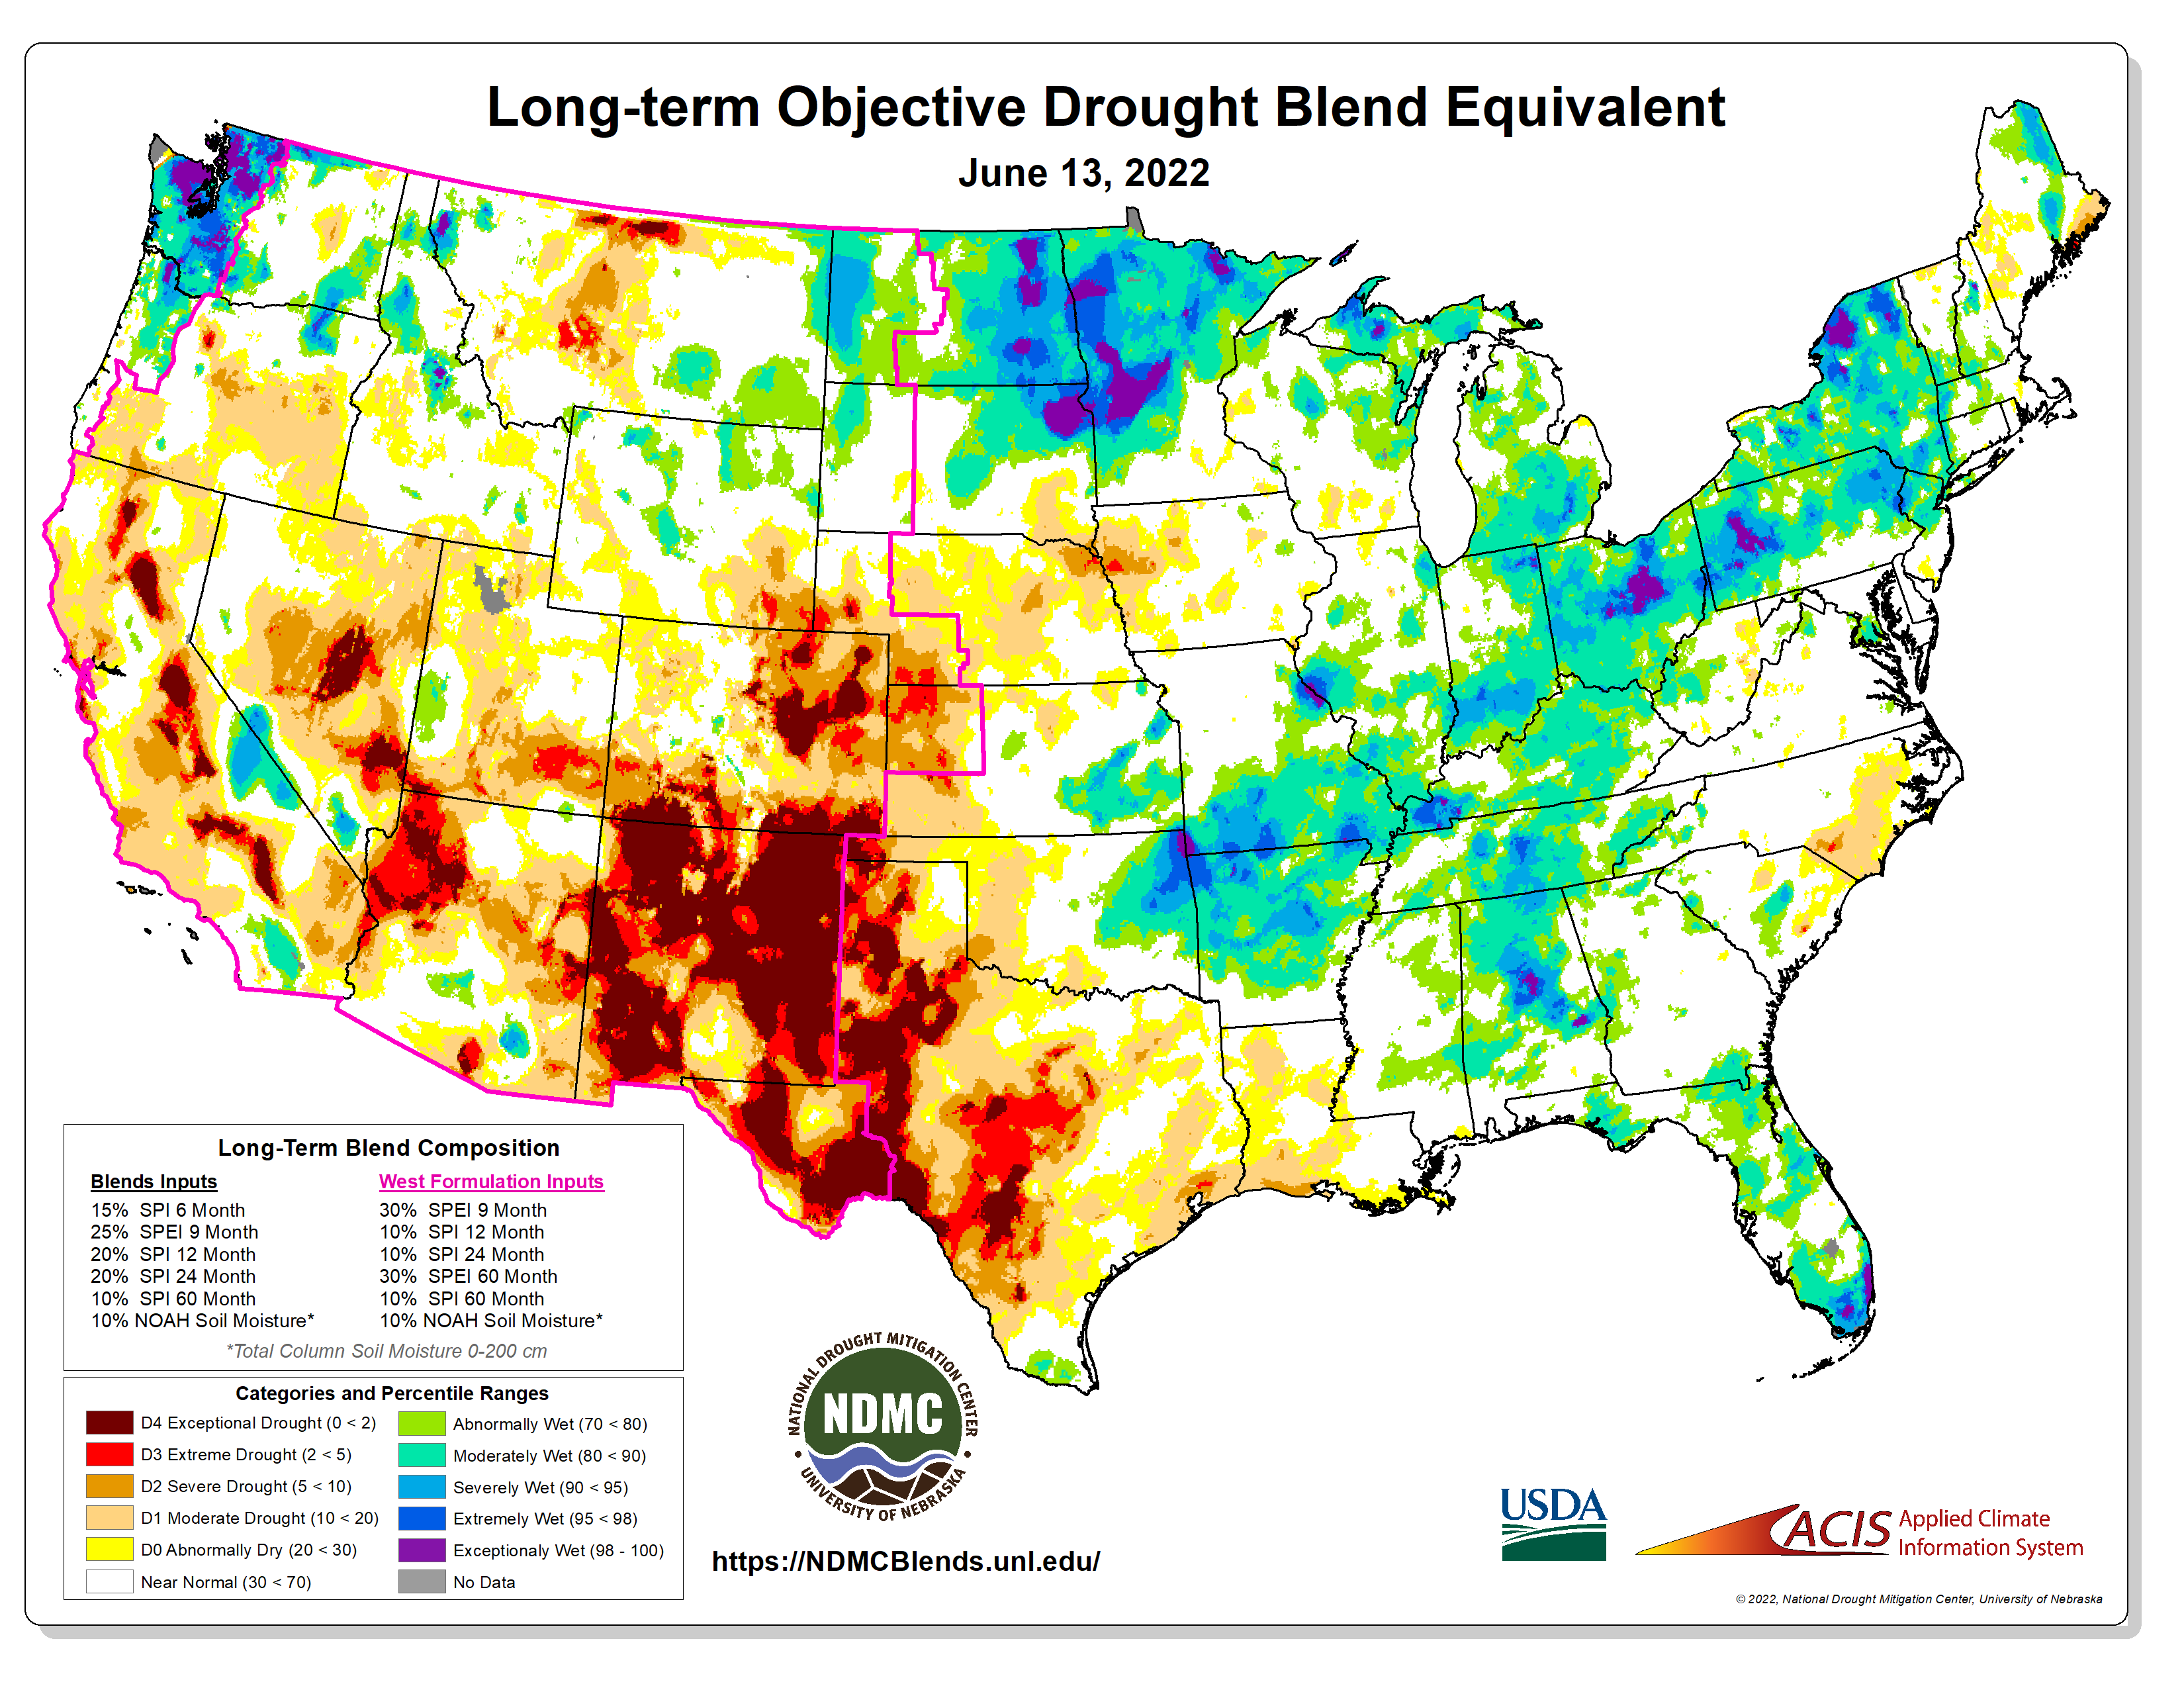 Long-term Objective Drought Blend Equivalent
June 13, 2022
Long-Term Blend Composition
Blends Inputs
15% SPI 6 Month
25% SPEI 9 Month
20% SPI 12 Month
20% SPI 24 Month
10% SPI 60 Month
10% NOAH Soil Moisture*
West Formulation Inputs
30% SPEI 9 Month
10% SPI 12 Month
10% SPI 24 Month
30% SPEI 60 Month
10% SPI 60 Month
10% NOAH Soil Moisture*
*Total Column Soil Moisture 0-200 cm
Categories and Percentile Ranges
D4 Exceptional Drought (0 < 2)
D3 Extreme Drought (2 < 5)
D2 Severe Drought (5 < 10)
D1 Moderate Drought (10 < 20)
D0 Abnormally Dry (20 < 30)
Near Normal (30 < 70)
Abnormally Wet (70 < 80)
Moderately Wet (80 < 90)
Severely Wet (90 < 95)
Extremely Wet (95 < 98)
Exceptionaly Wet (98 - 100)
No Data
NATIONAL DROUGHT MITIGATION CENTER
NDMC
UNIVERSITY OF NEBRASKA
https://NDMCBlends.unl.edu/
USDA
ACIS
Applied Climate
Information System
© 2022, National Drought Mitigation Center, University of Nebraska